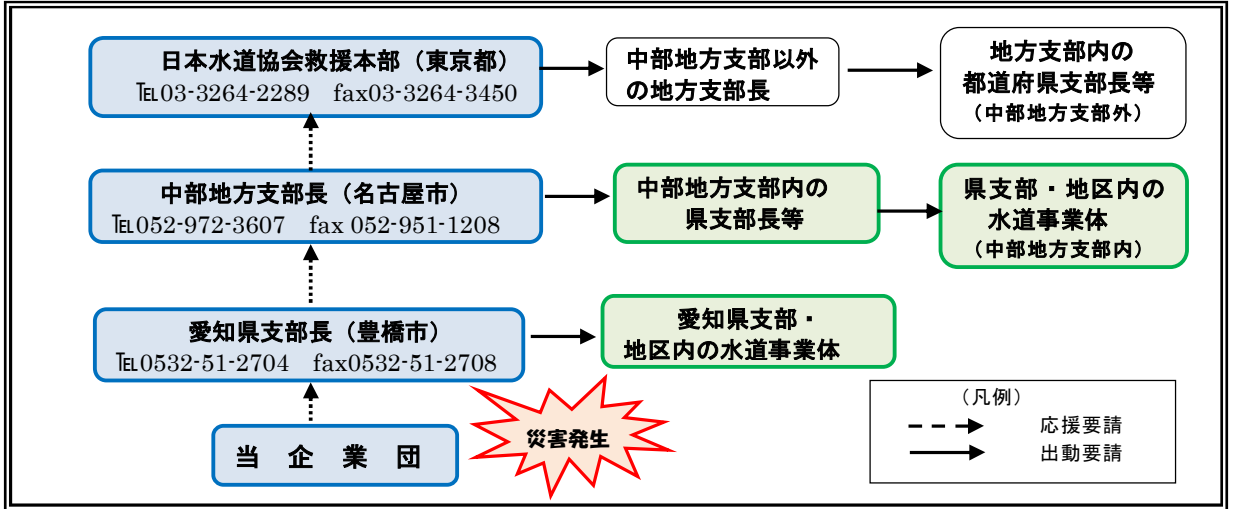 日本水道協会救援本部（東京都）
℡03-3264-2289　fax03-3264-3450
中部地方支部以外
の地方支部長
地方支部内の
都道府県支部長等
（中部地方支部外）
中部地方支部長（名古屋市）
℡052-972-3607　fax 052-951-1208
中部地方支部内の
県支部長等
県支部・地区内の
水道事業体
（中部地方支部内）
愛知県支部長（豊橋市）
℡0532-51-2704　fax0532-51-2708
愛知県支部・
地区内の水道事業体
当　企　業　団
災害発生
（凡例）
応援要請
出動要請